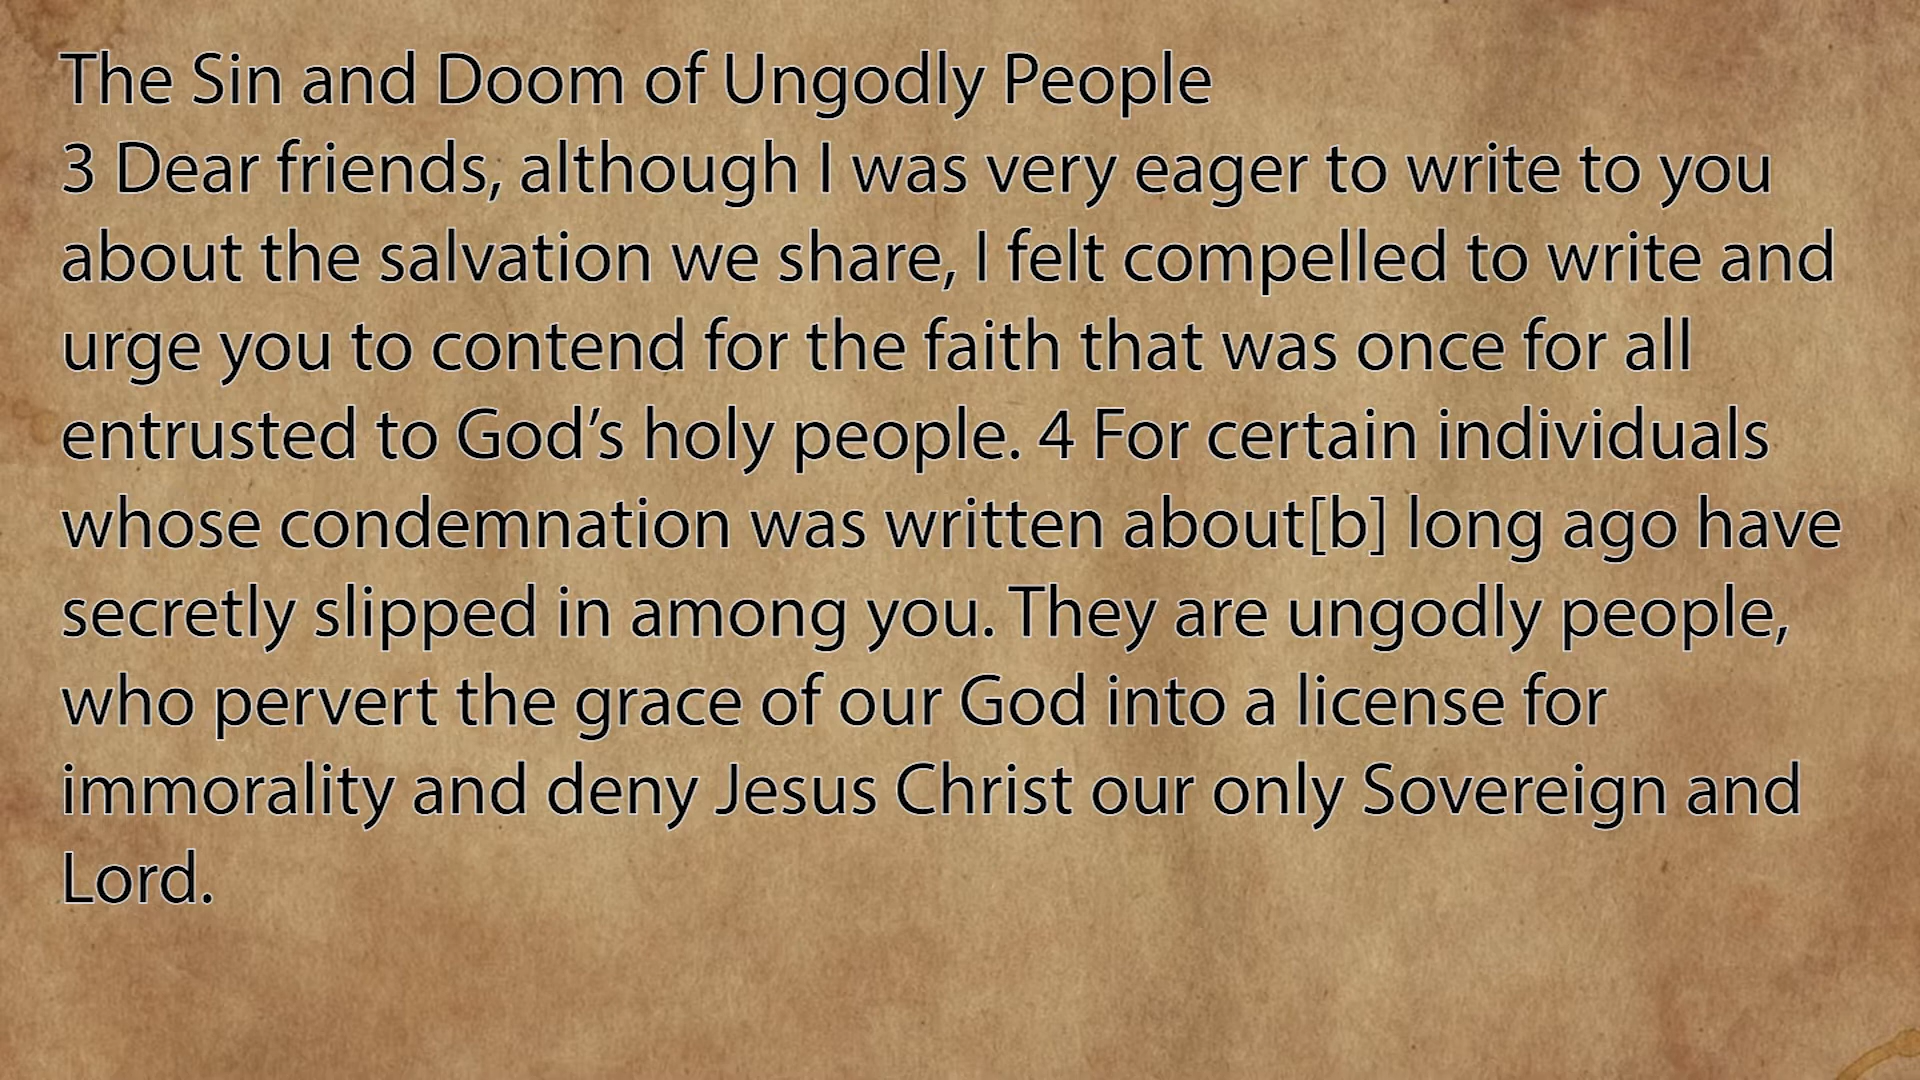 The Sin and Doom of Ungodly People
3 Dear friends, although I was very eager to write to you
about the salvation we share, I felt compelled to write and
urge you to contend for the faith that was once for all
entrusted to God’s holy people. 4 For certain individuals
whose condemnation was written about[b] long ago have
secretly slipped in among you. They are ungodly people,
who pervert the grace of our God into a license for
immorality and deny Jesus Christ our only Sovereign and
Lord.